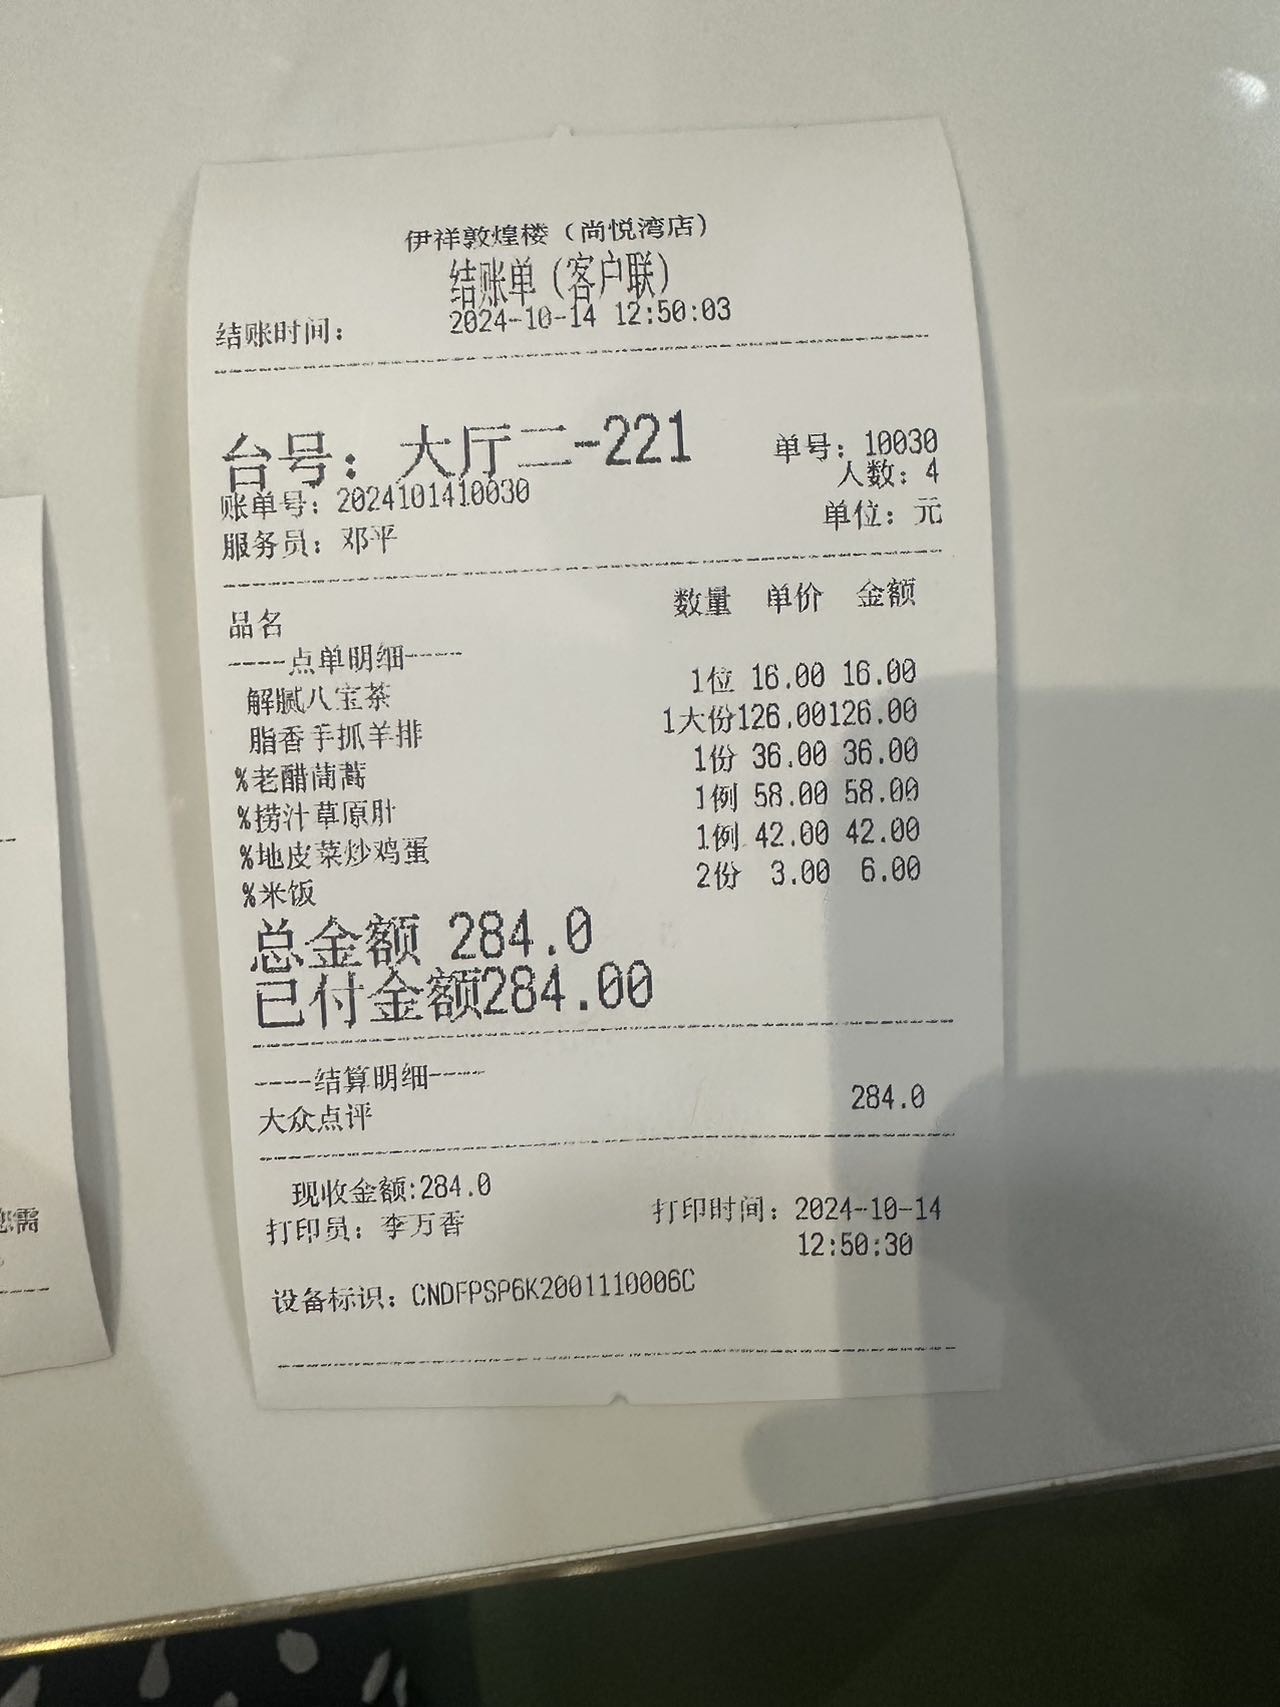 伊祥敦煌楼（尚悦湾店）
结账单（客户联）
结账时间： 2024-10-14 12:50:03
台号：大厅二-221 单号：10030
人数：4
账单号：2024101410030
单位：元
服务员：邓平
品名 数量 单价 金额
----点单明细----
解腻八宝茶 1位 16.00 16.00
脂香手抓羊排 1大份126.00126.00
%老醋茼蒿 1份 36.00 36.00
%捞汁草原肚 1例 58.00 58.00
%地皮菜炒鸡蛋 1例 42.00 42.00
%米饭 2份 3.00 6.00
总金额 284.0
已付金额284.00
----结算明细----
大众点评 284.0
现收金额:284.0
打印员：李万香 打印时间：2024-10-14
12:50:30
设备标识：CNDFPSP6K2001110006C
需